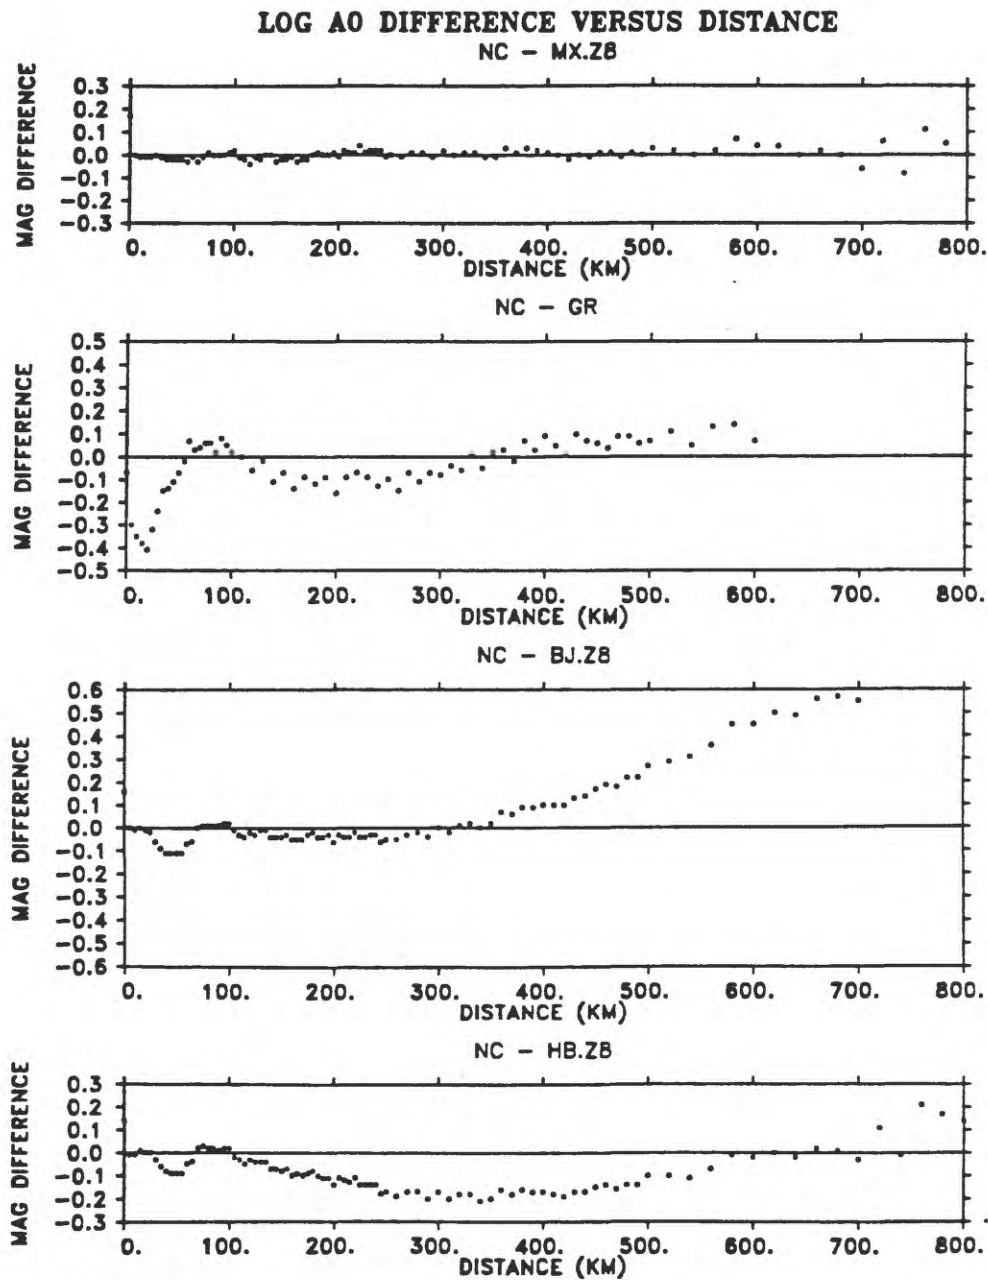 LOG A0 DIFFERENCE VERSUS DISTANCE
NC - MX.Z8
MAG DIFFERENCE
0.3
0.2
0.1
0.0
-0.1
-0.2
-0.3
0. 100. 200. 300. 400. 500. 600. 700. 800.
DISTANCE (KM)
NC - GR
MAG DIFFERENCE
0.5
0.4
0.3
0.2
0.1
0.0
-0.1
-0.2
-0.3
-0.4
-0.5
0. 100. 200. 300. 400. 500. 600. 700. 800.
DISTANCE (KM)
NC - BJ.Z8
MAG DIFFERENCE
0.6
0.5
0.4
0.3
0.2
0.1
0.0
-0.1
-0.2
-0.3
-0.4
-0.5
-0.6
0. 100. 200. 300. 400. 500. 600. 700. 800.
DISTANCE (KM)
NC - HB.Z8
MAG DIFFERENCE
0.3
0.2
0.1
0.0
-0.1
-0.2
-0.3
0. 100. 200. 300. 400. 500. 600. 700. 800.
DISTANCE (KM)